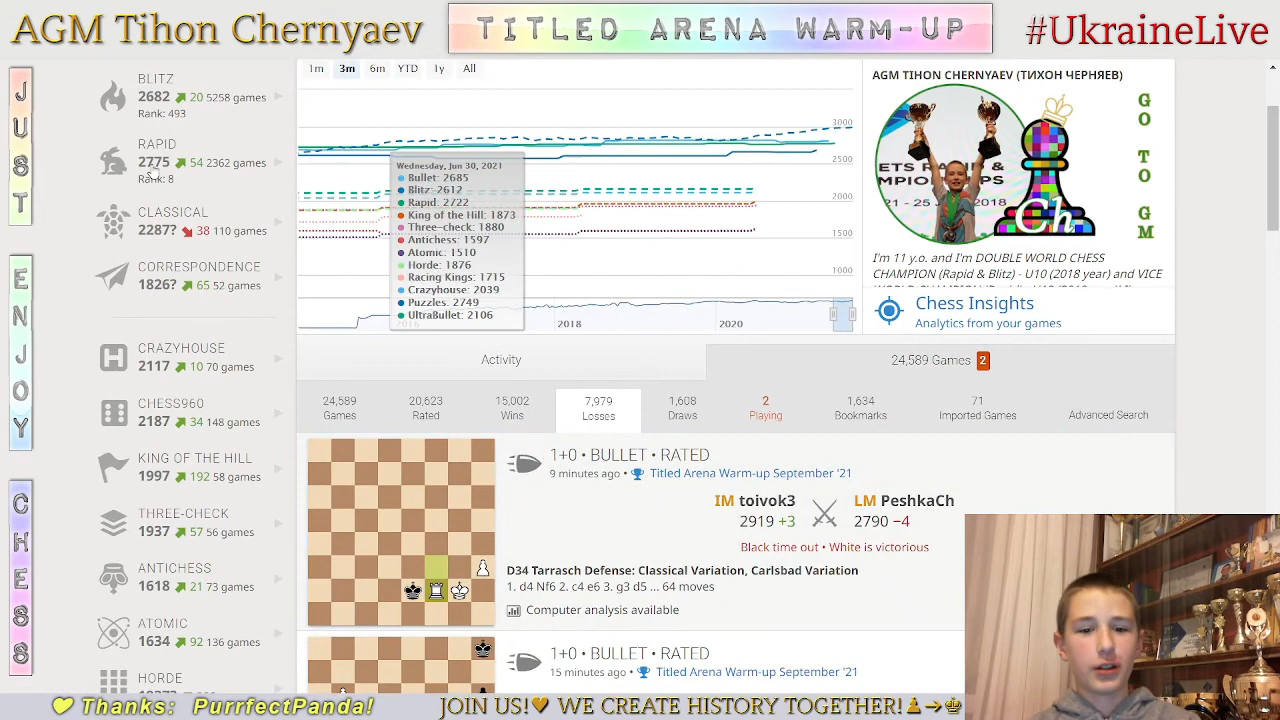 AGM Tihon Chernyaev
TITLED ARENA WARM-UP
#UkraineLive
JUST
ENJOY
CHESS
BLITZ
2682 20 5258 games
Rank: 493
RAPID
2775 54 2362 games
Rank: 8
CLASSICAL
2287? 38 110 games
CORRESPONDENCE
1826? 65 52 games
CRAZYHOUSE
2117 10 70 games
CHESS960
2187 34 148 games
KING OF THE HILL
1997 192 58 games
THREE-CHECK
1937 57 56 games
ANTICHESS
1618 21 73 games
ATOMIC
1634 92 136 games
HORDE
1m 3m 6m YTD 1y All
3000
2500
2000
1500
1000
Wednesday, Jun 30, 2021
Bullet: 2685
Blitz: 2612
Rapid: 2722
King of the Hill: 1873
Three-check: 1880
Antichess: 1597
Atomic: 1510
Horde: 1876
Racing Kings: 1715
Crazyhouse: 2039
Puzzles: 2749
UltraBullet: 2106
2016 2018 2020
AGM TIHON CHERNYAEV (ТИХОН ЧЕРНЯЕВ)
21 - 25 2018
Ch
GO
TO
GM
I'm 11 y.o. and I'm DOUBLE WORLD CHESS
CHAMPION (Rapid & Blitz) - U10 (2018 year) and VICE
Chess Insights
Analytics from your games
Activity
24,589 Games 2
24,589 Games
20,623 Rated
15,002 Wins
7,979 Losses
1,608 Draws
2 Playing
1,634 Bookmarks
71 Imported Games
Advanced Search
1+0 • BULLET • RATED
9 minutes ago • Titled Arena Warm-up September '21
IM toivok3 LM PeshkaCh
2919 +3 2790 −4
Black time out • White is victorious
D34 Tarrasch Defense: Classical Variation, Carlsbad Variation
1. d4 Nf6 2. c4 e6 3. g3 d5 ... 64 moves
Computer analysis available
1+0 • BULLET • RATED
15 minutes ago • Titled Arena Warm-up September '21
Thanks: PurrfectPanda!
JOIN US! WE CREATE HISTORY TOGETHER!